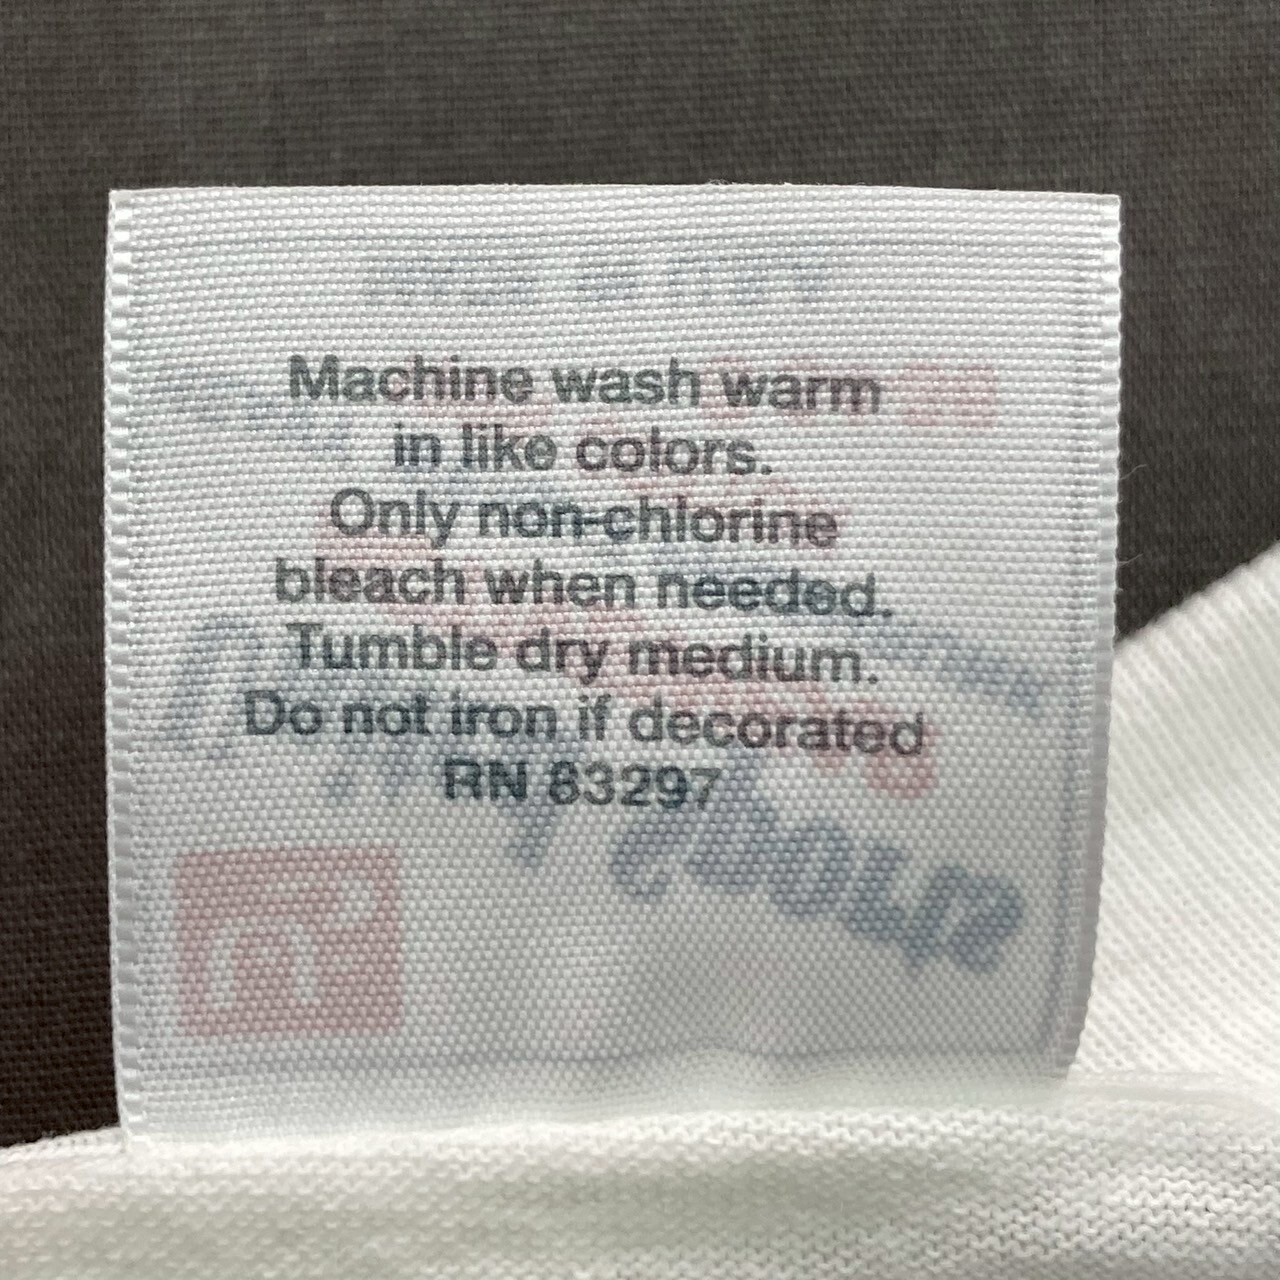 Machine wash warm
in like colors.
Only non-chlorine
bleach when needed.
Tumble dry medium.
Do not iron if decorated
RN 83297